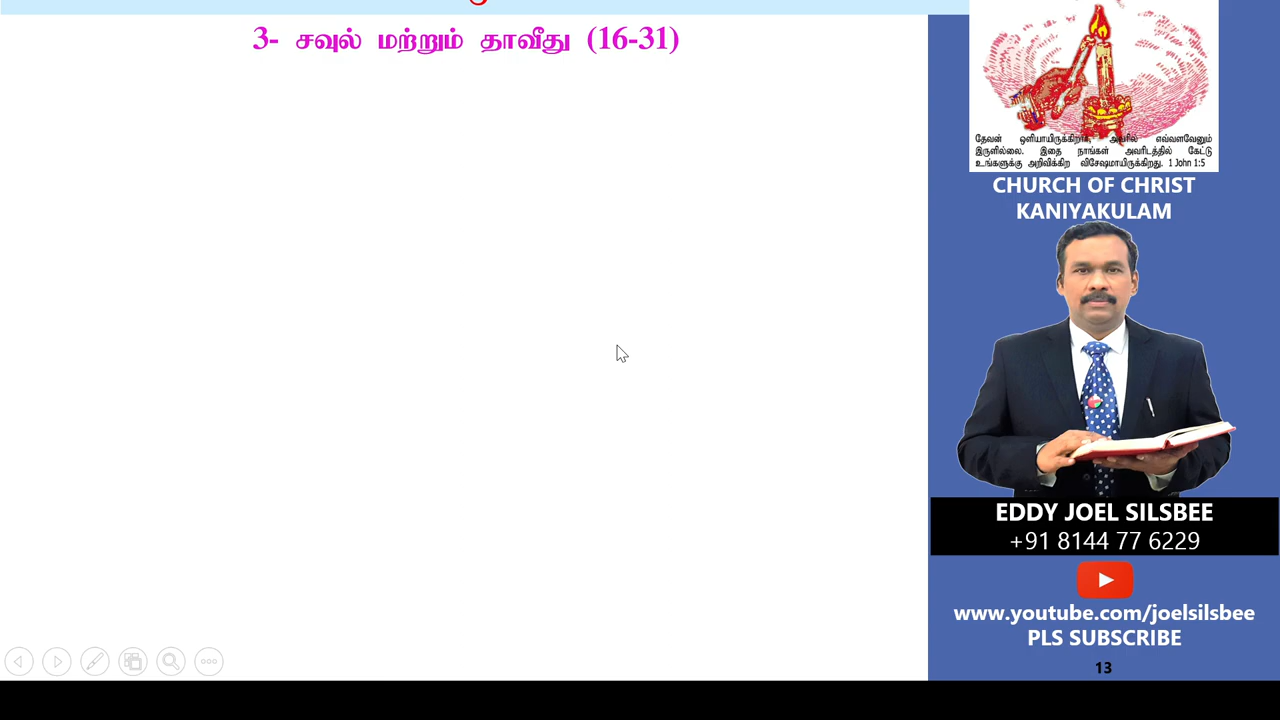 3- சவுல் மற்றும் தாவீது (16-31)
தேவன் ஒளியாயிருக்கிறார், அவரில் எவ்வளவேனும்
இருளில்லை. இதை நாங்கள் அவரிடத்தில் கேட்டு
உங்களுக்கு அறிவிக்கிற விசேஷமாயிருக்கிறது. 1 John 1:5
CHURCH OF CHRIST
KANIYAKULAM
EDDY JOEL SILSBEE
+91 8144 77 6229
www.youtube.com/joelsilsbee
PLS SUBSCRIBE
13